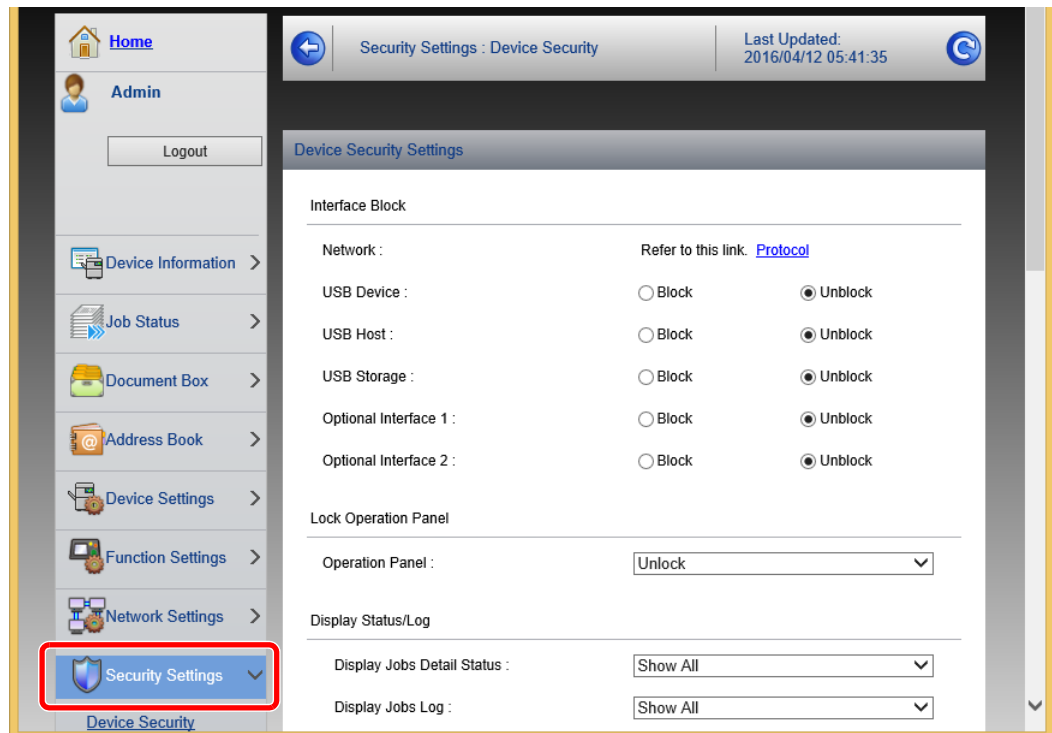 Home
Admin
Logout
Device Information
Job Status
Document Box
Address Book
Device Settings
Function Settings
Network Settings
Security Settings
Device Security
Security Settings : Device Security
Last Updated:
2016/04/12 05:41:35
Device Security Settings
Interface Block
Network : Refer to this link. Protocol
USB Device : Block Unblock
USB Host : Block Unblock
USB Storage : Block Unblock
Optional Interface 1 : Block Unblock
Optional Interface 2 : Block Unblock
Lock Operation Panel
Operation Panel : Unlock
Display Status/Log
Display Jobs Detail Status : Show All
Display Jobs Log : Show All